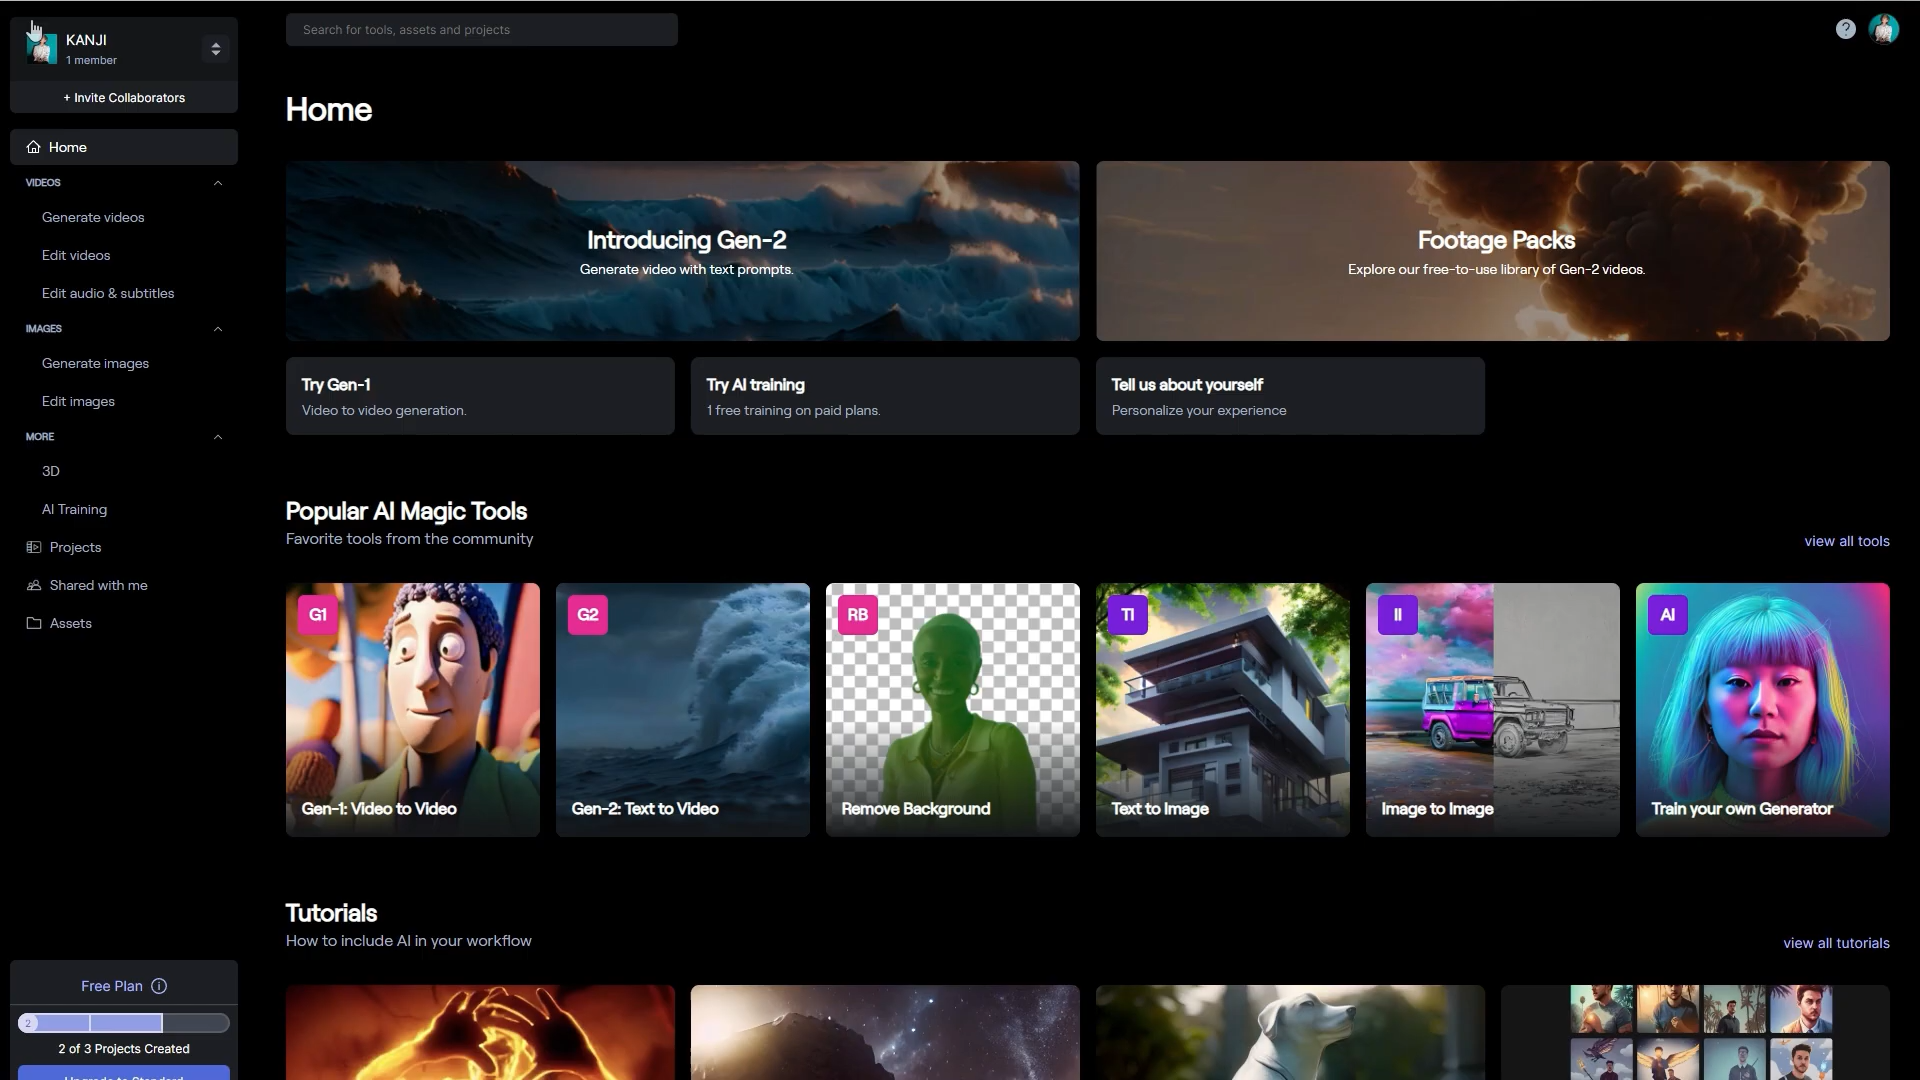 KANJI
1 member
+ Invite Collaborators
Home
VIDEOS
Generate videos
Edit videos
Edit audio & subtitles
IMAGES
Generate images
Edit images
MORE
3D
AI Training
Projects
Shared with me
Assets
Free Plan
2
2 of 3 Projects Created
Upgrade to Standard
Search for tools, assets and projects
?
Home
Introducing Gen-2
Generate video with text prompts.
Footage Packs
Explore our free-to-use library of Gen-2 videos.
Try Gen-1
Video to video generation.
Try AI training
1 free training on paid plans.
Tell us about yourself
Personalize your experience
Popular AI Magic Tools
Favorite tools from the community
view all tools
G1
Gen-1: Video to Video
G2
Gen-2: Text to Video
RB
Remove Background
TI
Text to Image
II
Image to Image
AI
Train your own Generator
Tutorials
How to include AI in your workflow
view all tutorials